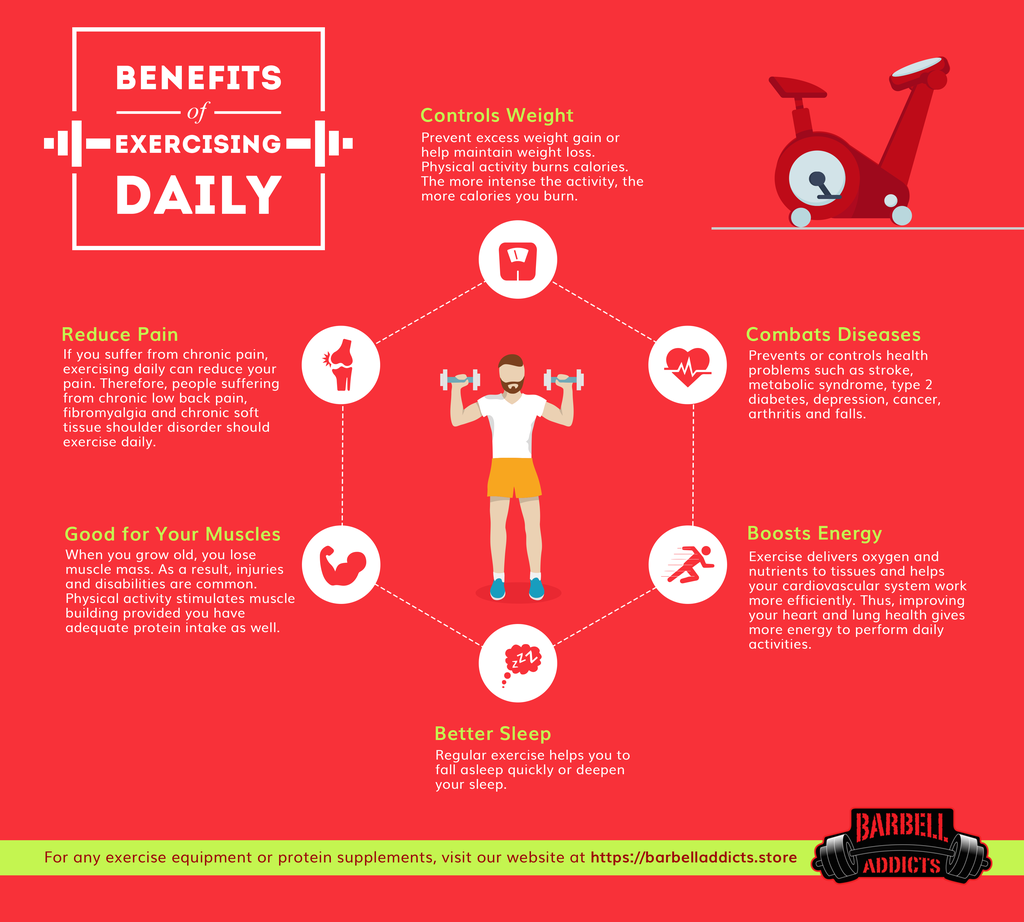 BENEFITS
of
EXERCISING
DAILY
Controls Weight
Prevent excess weight gain or
help maintain weight loss.
Physical activity burns calories.
The more intense the activity, the
more calories you burn.
Reduce Pain
If you suffer from chronic pain,
exercising daily can reduce your
pain. Therefore, people suffering
from chronic low back pain,
fibromyalgia and chronic soft
tissue shoulder disorder should
exercise daily.
Combats Diseases
Prevents or controls health
problems such as stroke,
metabolic syndrome, type 2
diabetes, depression, cancer,
arthritis and falls.
Good for Your Muscles
When you grow old, you lose
muscle mass. As a result, injuries
and disabilities are common.
Physical activity stimulates muscle
building provided you have
adequate protein intake as well.
Boosts Energy
Exercise delivers oxygen and
nutrients to tissues and helps
your cardiovascular system work
more efficiently. Thus, improving
your heart and lung health gives
more energy to perform daily
activities.
zzZ
Better Sleep
Regular exercise helps you to
fall asleep quickly or deepen
your sleep.
For any exercise equipment or protein supplements, visit our website at https://barbelladdicts.store
BARBELL
ADDICTS